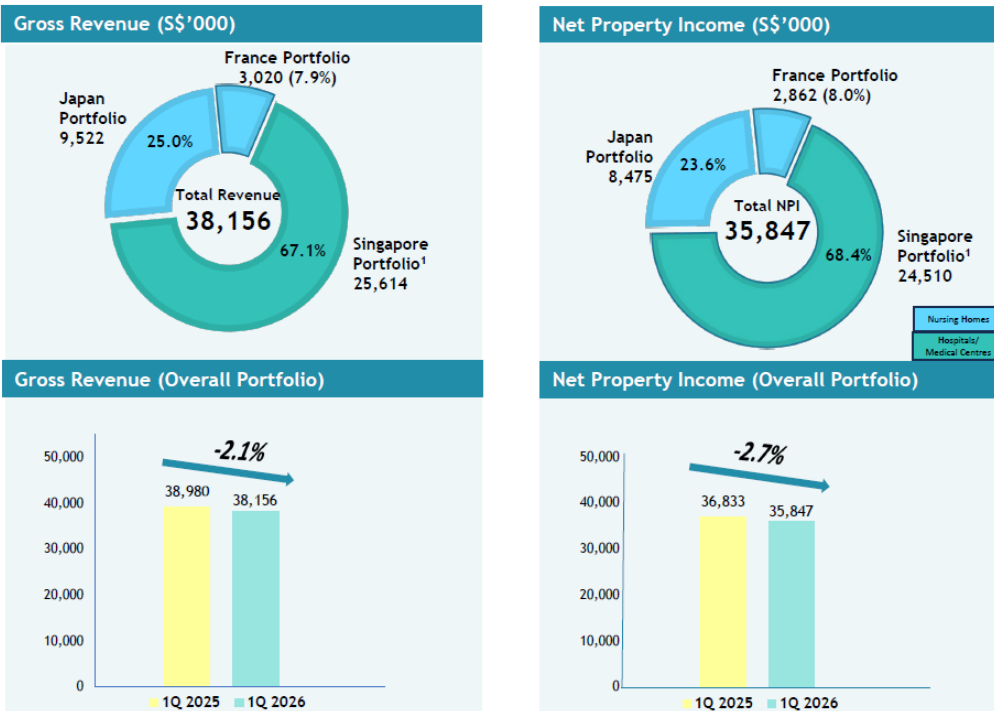 Gross Revenue (S$’000)
France Portfolio
3,020 (7.9%)
Japan
Portfolio
9,522
25.0%
Total Revenue
38,156
67.1%
Singapore
Portfolio¹
25,614
Net Property Income (S$’000)
France Portfolio
2,862 (8.0%)
Japan
Portfolio
8,475
23.6%
Total NPI
35,847
68.4%
Singapore
Portfolio¹
24,510
Nursing Homes
Hospitals/
Medical Centres
Gross Revenue (Overall Portfolio)
-2.1%
50,000
40,000
30,000
20,000
10,000
0
38,980
38,156
1Q 2025
1Q 2026
Net Property Income (Overall Portfolio)
-2.7%
50,000
40,000
30,000
20,000
10,000
0
36,833
35,847
1Q 2025
1Q 2026